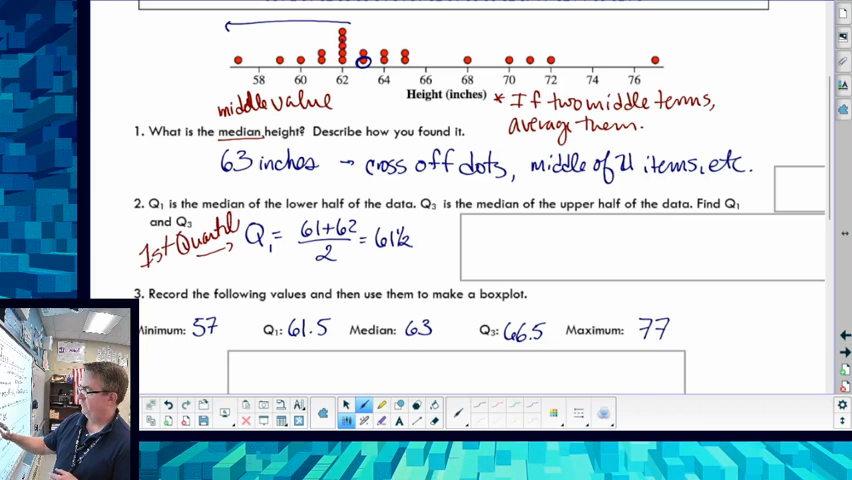 58 60 62 64 66 68 70 72 74 76
Height (inches)
middle value
* If two middle terms,
average them.
1. What is the median height? Describe how you found it.
63 inches → cross off dots, middle of 21 items, etc.
2. Q1 is the median of the lower half of the data. Q3 is the median of the upper half of the data. Find Q1
and Q3
1st Quartil
Q1 = 61+62 / 2 = 61½
3. Record the following values and then use them to make a boxplot.
Minimum: 57 Q1: 61.5 Median: 63 Q3: 66.5 Maximum: 77